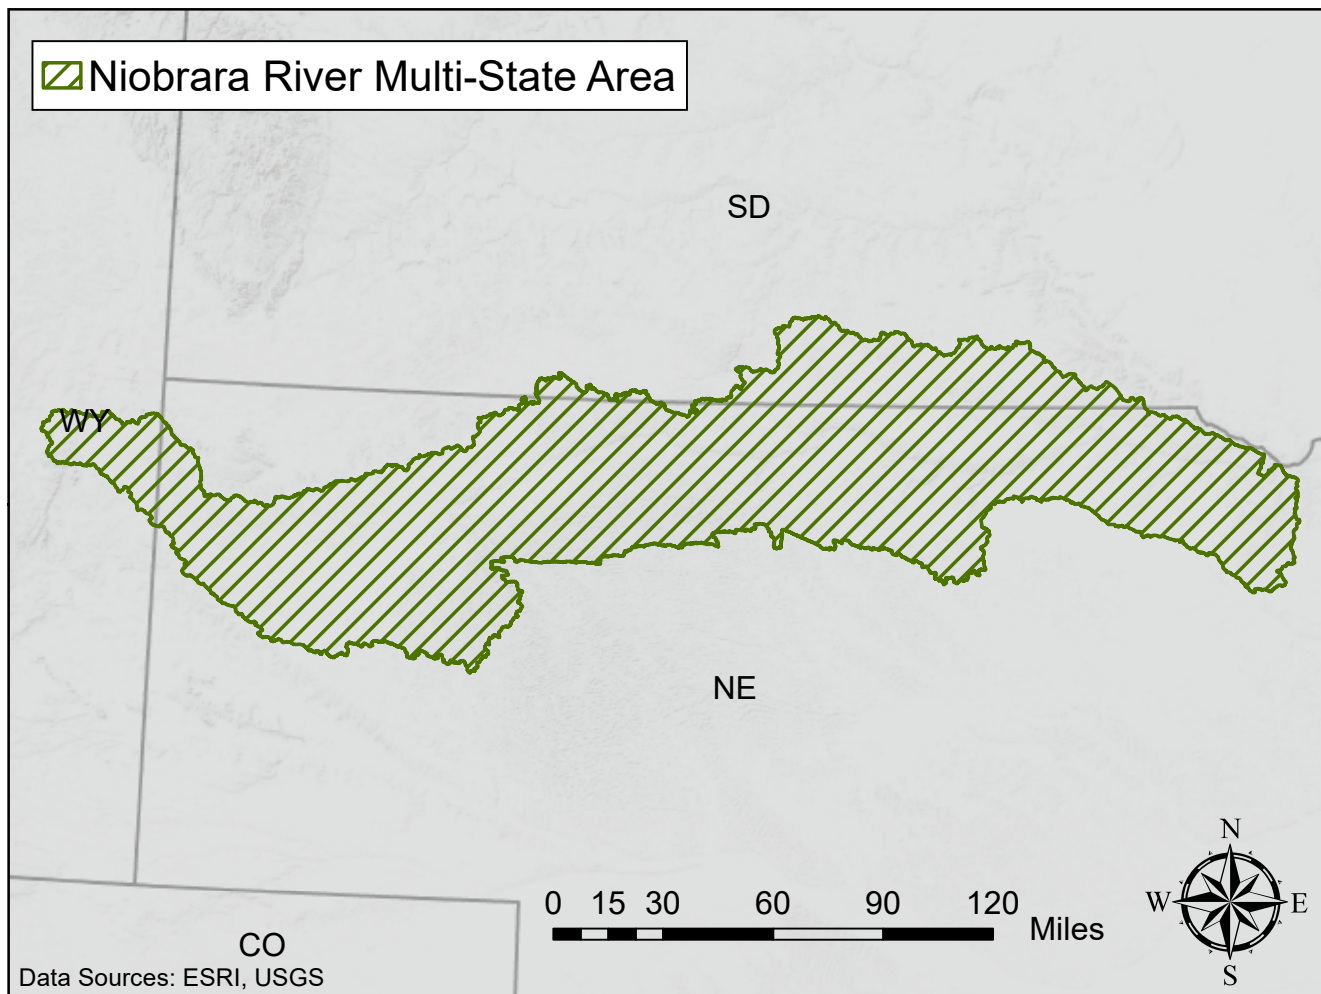 Niobrara River Multi-State Area
SD
WY
NE
N
W E
S
0 15 30 60 90 120
Miles
CO
Data Sources: ESRI, USGS